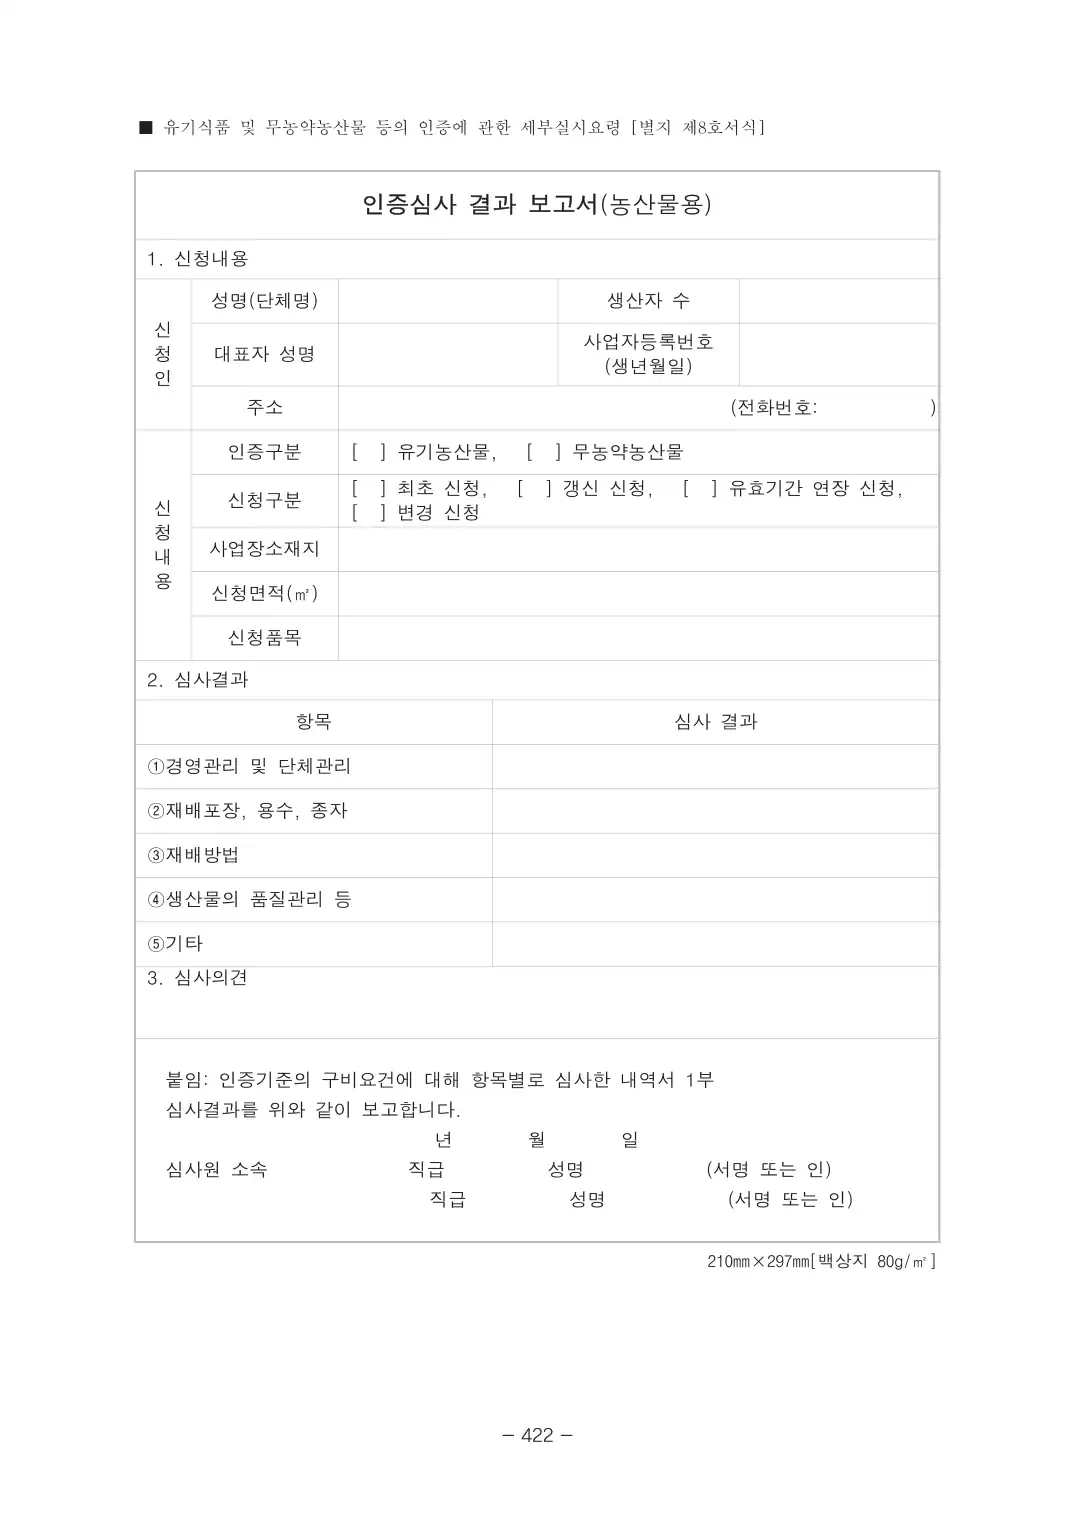 ■ 유기식품 및 무농약농산물 등의 인증에 관한 세부실시요령 [별지 제8호서식]
인증심사 결과 보고서(농산물용)
1. 신청내용
신청인
성명(단체명)
생산자 수
대표자 성명
사업자등록번호
(생년월일)
주소
(전화번호: )
신청내용
인증구분
[ ] 유기농산물, [ ] 무농약농산물
신청구분
[ ] 최초 신청, [ ] 갱신 신청, [ ] 유효기간 연장 신청,
[ ] 변경 신청
사업장소재지
신청면적(㎡)
신청품목
2. 심사결과
항목
심사 결과
①경영관리 및 단체관리
②재배포장, 용수, 종자
③재배방법
④생산물의 품질관리 등
⑤기타
3. 심사의견
붙임: 인증기준의 구비요건에 대해 항목별로 심사한 내역서 1부
심사결과를 위와 같이 보고합니다.
년 월 일
심사원 소속 직급 성명 (서명 또는 인)
직급 성명 (서명 또는 인)
210㎜×297㎜[백상지 80g/㎡]
- 422 -